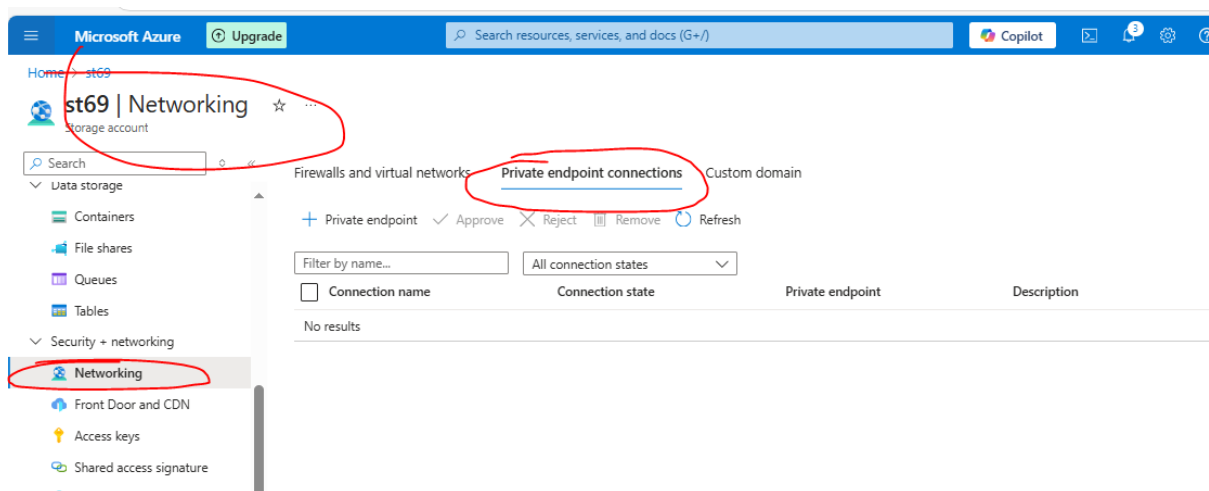 Microsoft Azure Upgrade Search resources, services, and docs (G+/) Copilot 3
Home > st69
st69 | Networking ...
Storage account
Search
Data storage
Containers
File shares
Queues
Tables
Security + networking
Networking
Front Door and CDN
Access keys
Shared access signature
Firewalls and virtual networks Private endpoint connections Custom domain
+ Private endpoint Approve Reject Remove Refresh
Filter by name... All connection states
Connection name Connection state Private endpoint Description
No results